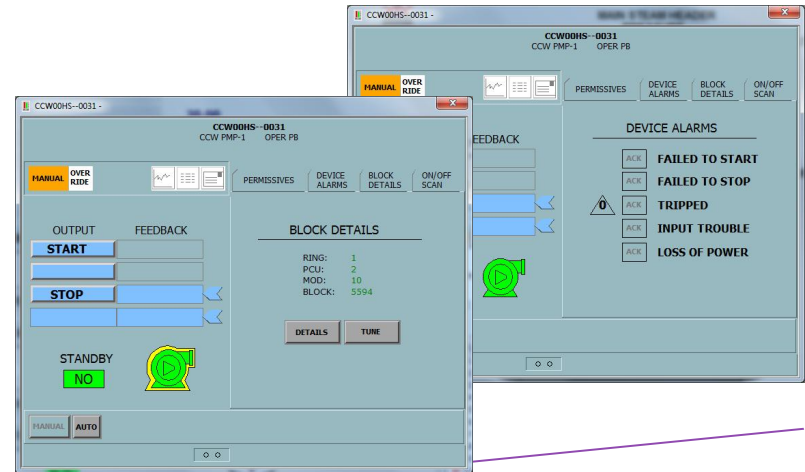 CCW00HS--0031 -
MAIN STEAM HEADER
CCW00HS--0031
CCW PMP-1 OPER PB
MANUAL
OVER
RIDE
PERMISSIVES
DEVICE
ALARMS
BLOCK
DETAILS
ON/OFF
SCAN
EEDBACK
DEVICE ALARMS
ACK FAILED TO START
ACK FAILED TO STOP
0 ACK TRIPPED
ACK INPUT TROUBLE
ACK LOSS OF POWER
CCW00HS--0031 -
CCW00HS--0031
CCW PMP-1 OPER PB
MANUAL
OVER
RIDE
PERMISSIVES
DEVICE
ALARMS
BLOCK
DETAILS
ON/OFF
SCAN
OUTPUT FEEDBACK
START
STOP
STANDBY
NO
BLOCK DETAILS
RING: 1
PCU: 2
MOD: 10
BLOCK: 5594
DETAILS TUNE
MANUAL AUTO